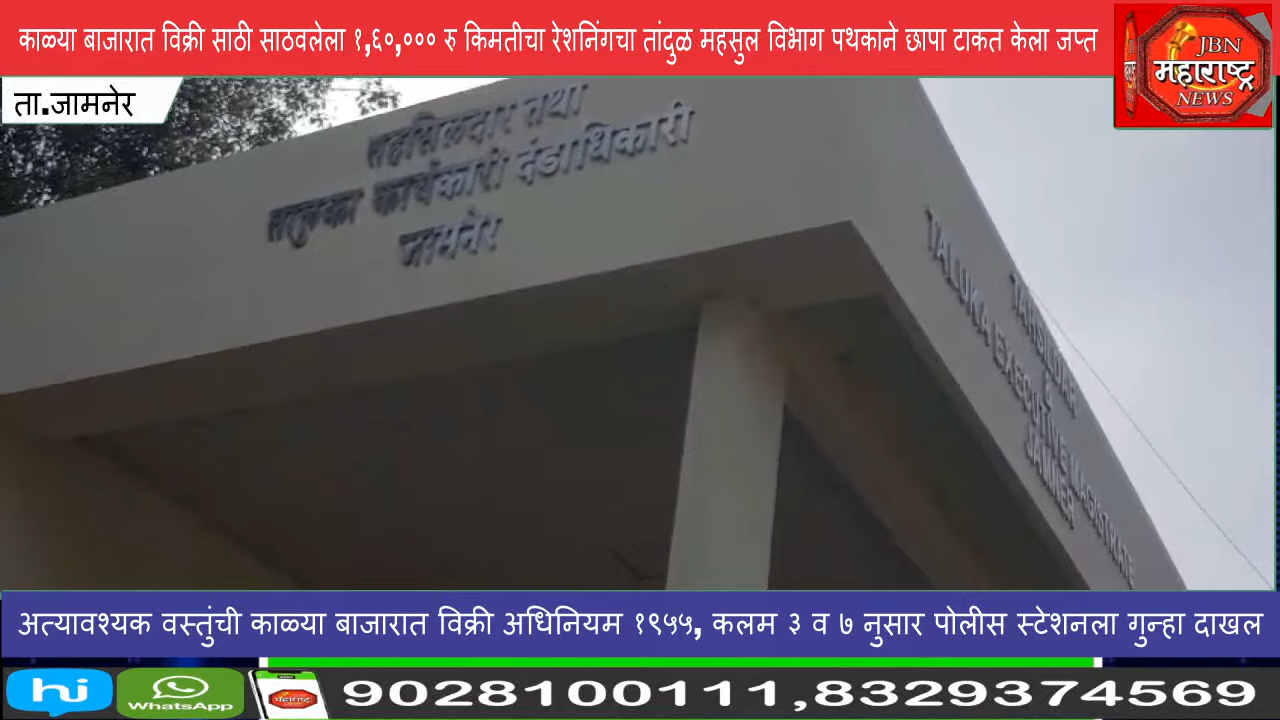 काळ्या बाजारात विक्री साठी साठवलेला १,६०,००० रु किमतीचा रेशनिंगचा तांदुळ महसुल विभाग पथकाने छापा टाकत केला जप्त
JBN
महाराष्ट्र
NEWS
ता.जामनेर
तहसिलदार तथा
तालुका कार्यकारी दंडाधिकारी
जामनेर
TAHSILDAR
&
TALUKA EXECUTIVE MAGISTRATE
JAMNER
अत्यावश्यक वस्तुंची काळ्या बाजारात विक्री अधिनियम १९५५, कलम ३ व ७ नुसार पोलीस स्टेशनला गुन्हा दाखल
hi
WhatsApp
महाराष्ट्र
9028100111,8329374569